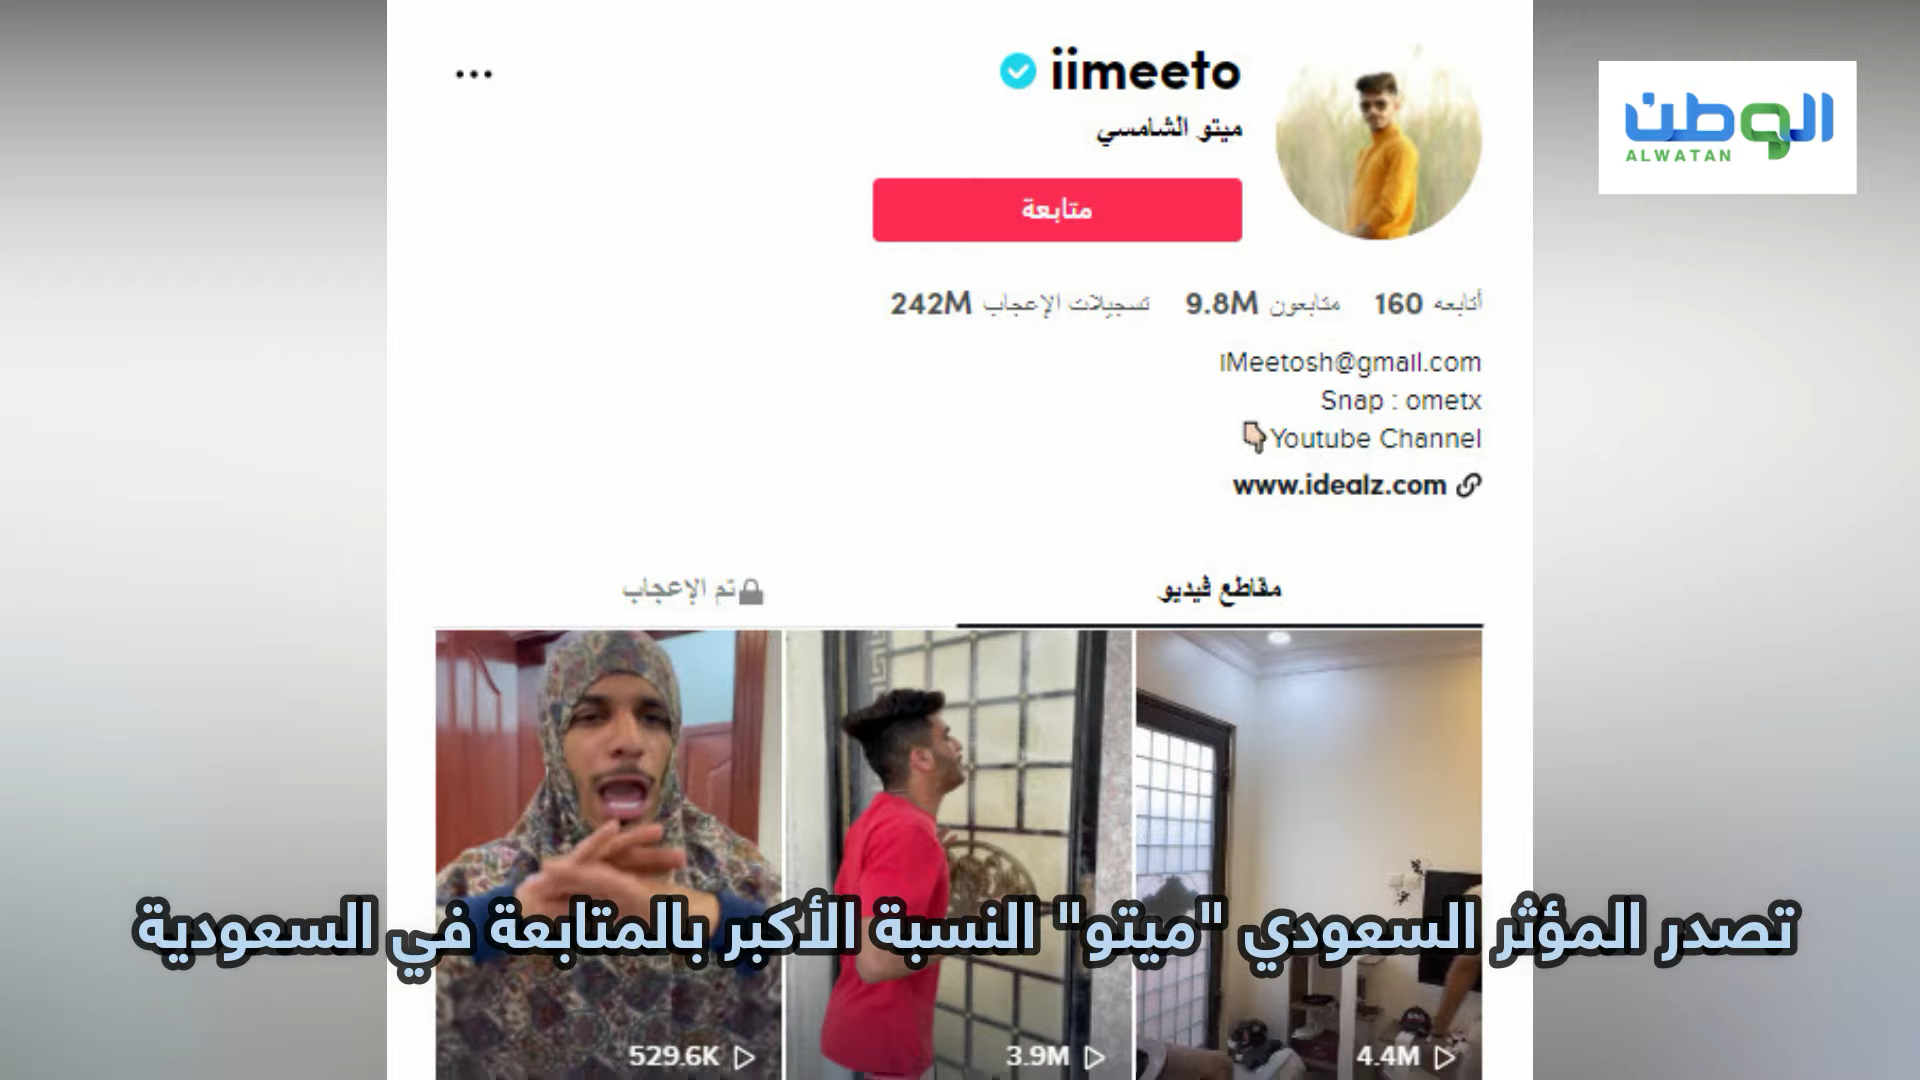 iimeeto
ميتو الشامسي
متابعة
الوطن
ALWATAN
أتابعه 160 متابعون 9.8M تسجيلات الإعجاب 242M
iMeetosh@gmail.com
Snap : ometx
👇🏻Youtube Channel
www.idealz.com
مقاطع فيديو
تم الإعجاب
تصدر المؤثر السعودي "ميتو" النسبة الأكبر بالمتابعة في السعودية
4.4M
3.9M
529.6K